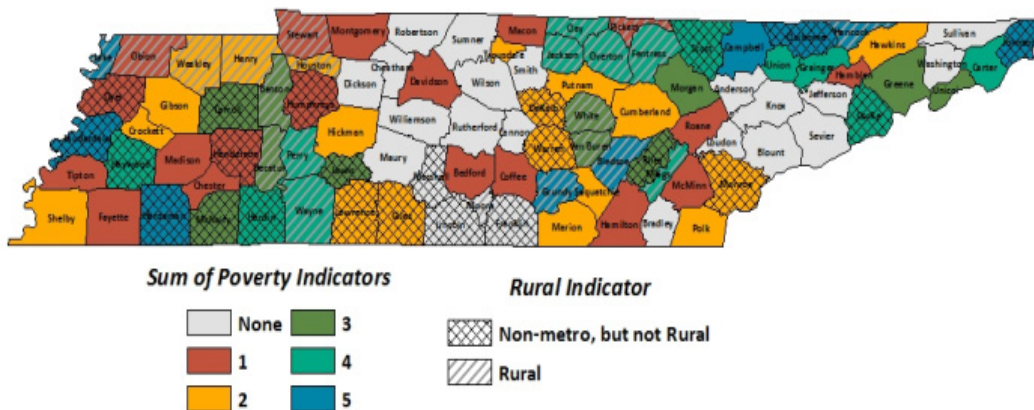 Stewart Montgomery Robertson Sumner Macon Clay Pickett Scott Campbell Claiborne Hancock Hawkins Sullivan
Lake Obion Weakley Henry Houston Cheatham Trousdale Jackson Overton Fentress Union Grainger Hamblen Washington Carter
Dyer Gibson Carroll Benton Humphreys Dickson Davidson Wilson Smith Putnam Morgan Anderson Knox Jefferson Greene Unicoi
Lauderdale Crockett Hickman Williamson Rutherford Cannon DeKalb White Cumberland Roane Loudon Blount Sevier Cocke
Tipton Haywood Madison Henderson Decatur Perry Lewis Maury Bedford Coffee Warren Van Buren Bledsoe Rhea Meigs McMinn Monroe
Shelby Fayette Hardeman Chester McNairy Hardin Wayne Lawrence Giles Marshall Lincoln Moore Franklin Grundy Sequatchie Marion Hamilton Bradley Polk
Sum of Poverty Indicators
Rural Indicator
None
3
Non-metro, but not Rural
1
4
Rural
2
5